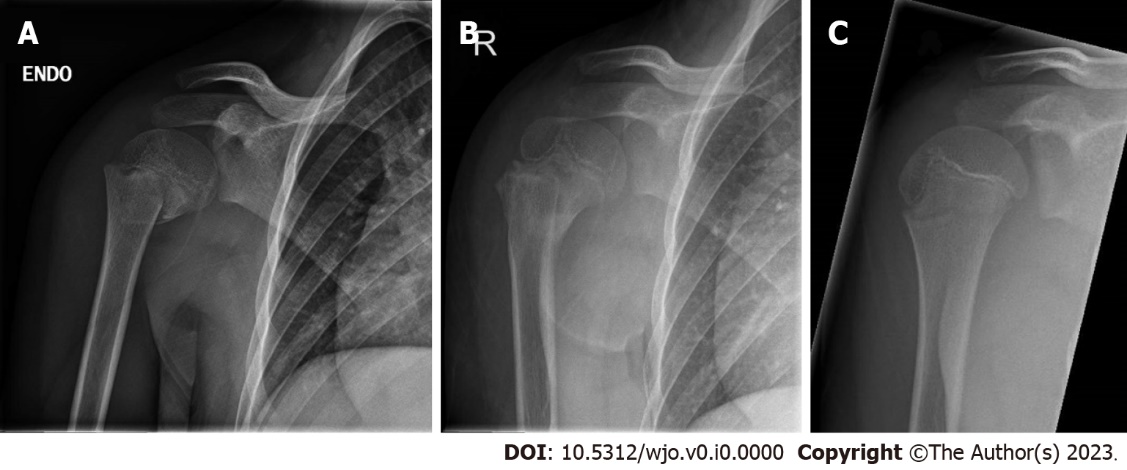 A
ENDO
B
R
C
DOI: 10.5312/wjo.v0.i0.0000 Copyright ©The Author(s) 2023.